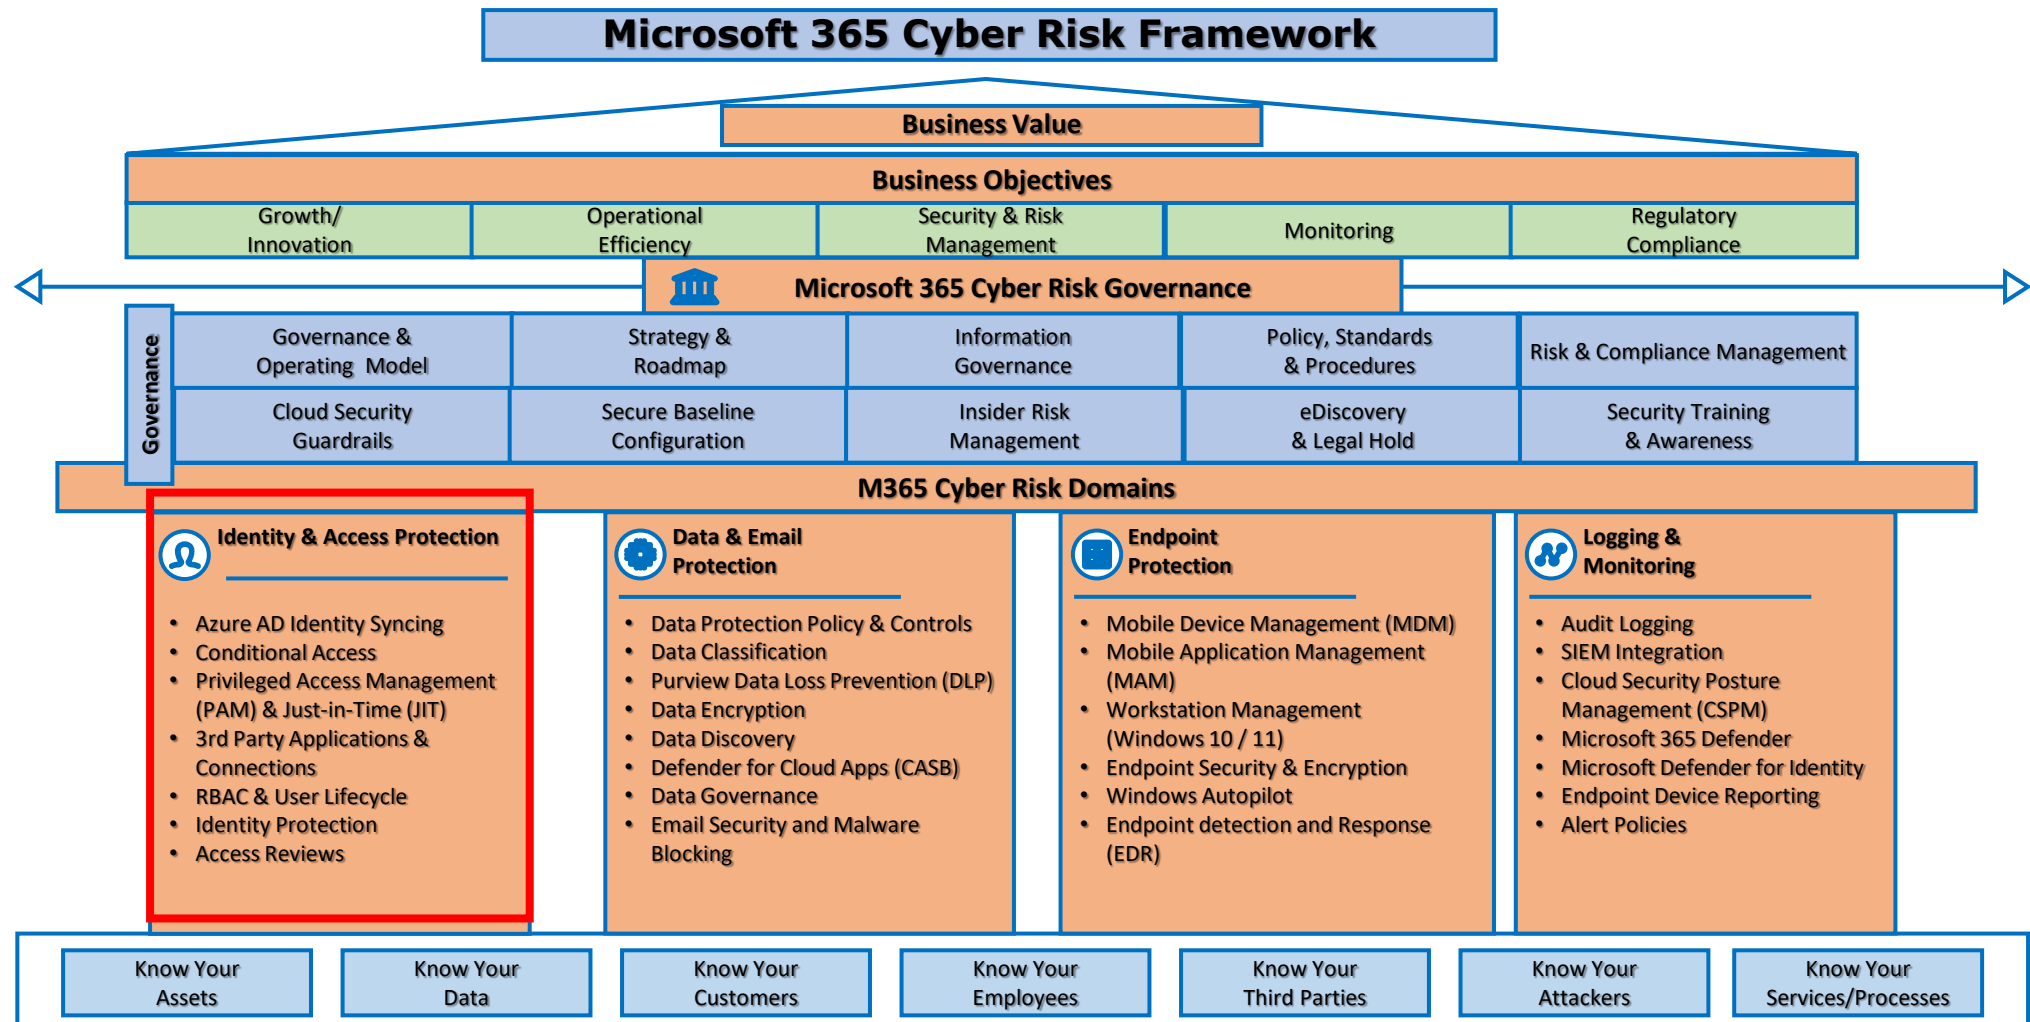 Microsoft 365 Cyber Risk Framework
Business Value
Business Objectives
Growth/
Innovation
Operational
Efficiency
Security & Risk
Management
Monitoring
Regulatory
Compliance
Microsoft 365 Cyber Risk Governance
Governance
Governance &
Operating Model
Strategy &
Roadmap
Information
Governance
Policy, Standards
& Procedures
Risk & Compliance Management
Cloud Security
Guardrails
Secure Baseline
Configuration
Insider Risk
Management
eDiscovery
& Legal Hold
Security Training
& Awareness
M365 Cyber Risk Domains
Identity & Access Protection
• Azure AD Identity Syncing
• Conditional Access
• Privileged Access Management
(PAM) & Just-in-Time (JIT)
• 3rd Party Applications &
Connections
• RBAC & User Lifecycle
• Identity Protection
• Access Reviews
Data & Email
Protection
• Data Protection Policy & Controls
• Data Classification
• Purview Data Loss Prevention (DLP)
• Data Encryption
• Data Discovery
• Defender for Cloud Apps (CASB)
• Data Governance
• Email Security and Malware
Blocking
Endpoint
Protection
• Mobile Device Management (MDM)
• Mobile Application Management
(MAM)
• Workstation Management
(Windows 10 / 11)
• Endpoint Security & Encryption
• Windows Autopilot
• Endpoint detection and Response
(EDR)
Logging &
Monitoring
• Audit Logging
• SIEM Integration
• Cloud Security Posture
Management (CSPM)
• Microsoft 365 Defender
• Microsoft Defender for Identity
• Endpoint Device Reporting
• Alert Policies
Know Your
Assets
Know Your
Data
Know Your
Customers
Know Your
Employees
Know Your
Third Parties
Know Your
Attackers
Know Your
Services/Processes